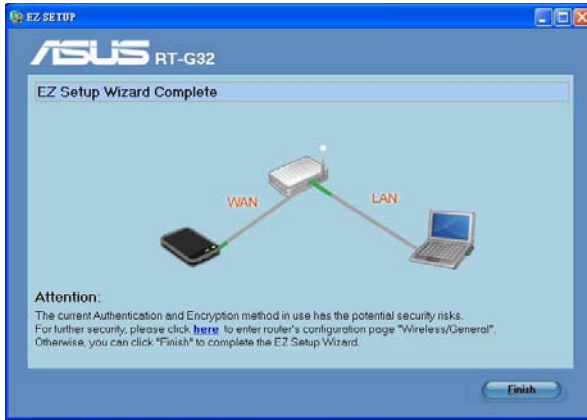 EZ SETUP
ASUS RT-G32
EZ Setup Wizard Complete
WAN
LAN
Attention:
The current Authentication and Encryption method in use has the potential security risks.
For further security, please click here to enter router's configuration page "Wireless/General".
Otherwise, you can click "Finish" to complete the EZ Setup Wizard.
Finish